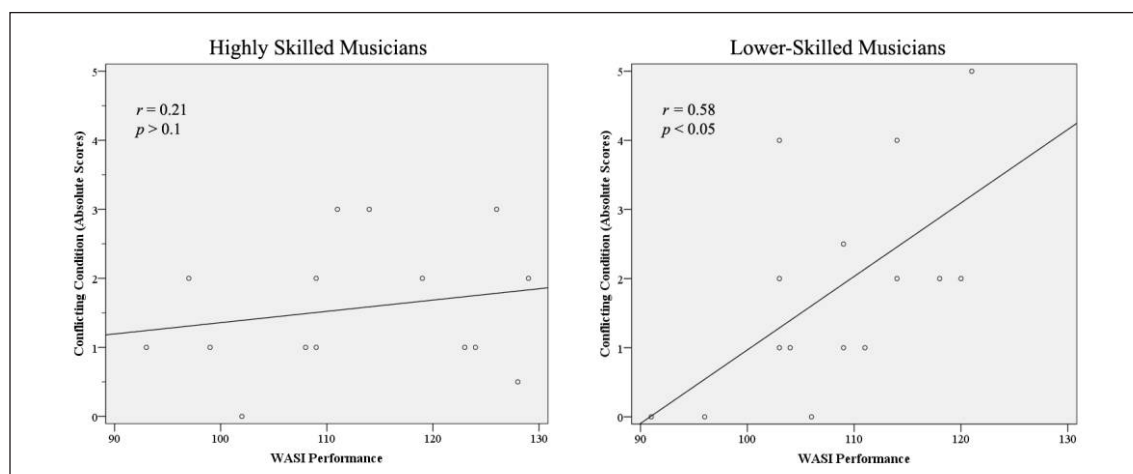 Highly Skilled Musicians
r = 0.21
p > 0.1
Conflicting Condition (Absolute Scores)
5
4
3
2
1
0
90 100 110 120 130
WASI Performance
Lower-Skilled Musicians
r = 0.58
p < 0.05
Conflicting Condition (Absolute Scores)
5
4
3
2
1
0
90 100 110 120 130
WASI Performance